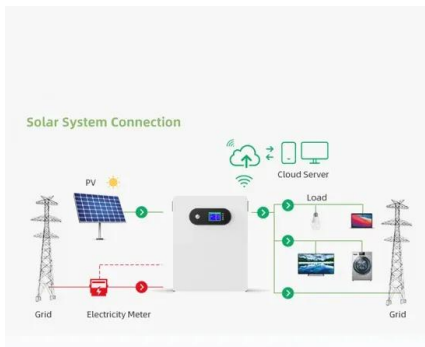 Solar System Connection
Cloud Server
PV
Load
Grid
Electricity Meter
Grid